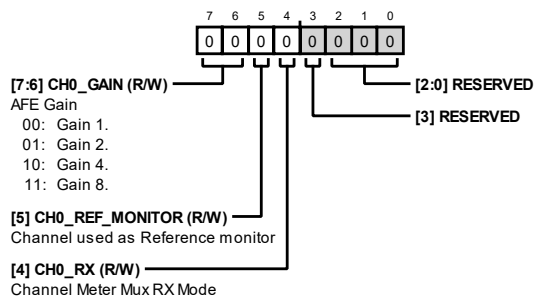 7 6 5 4 3 2 1 0
0 0 0 0 0 0 0 0
[7:6] CH0_GAIN (R/W)
AFE Gain
00: Gain 1.
01: Gain 2.
10: Gain 4.
11: Gain 8.
[5] CH0_REF_MONITOR (R/W)
Channel used as Reference monitor
[4] CH0_RX (R/W)
Channel Meter Mux RX Mode
[2:0] RESERVED
[3] RESERVED